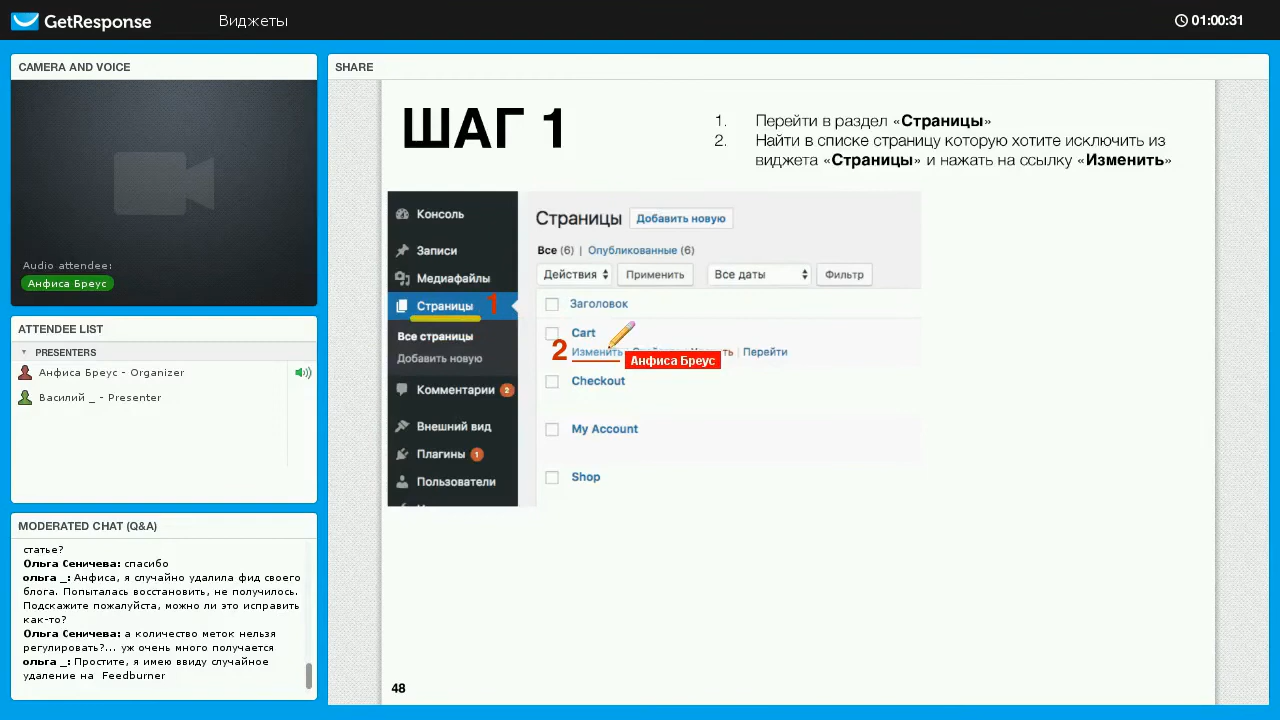 GetResponse
Виджеты
01:00:31
CAMERA AND VOICE
Audio attendee:
Анфиса Бреус
ATTENDEE LIST
PRESENTERS
Анфиса Бреус - Organizer
Василий _ - Presenter
MODERATED CHAT (Q&A)
статье?
Ольга Сеничева: спасибо
ольга _: Анфиса, я случайно удалила фид своего
блога. Попыталась восстановить, не получилось.
Подскажите пожалуйста, можно ли это исправить
как-то?
Ольга Сеничева: а количество меток нельзя
регулировать?... уж очень много получается
ольга _: Простите, я имею ввиду случайное
удаление на Feedburner
SHARE
ШАГ 1
1. Перейти в раздел «Страницы»
2. Найти в списке страницу которую хотите исключить из
виджета «Страницы» и нажать на ссылку «Изменить»
Консоль
Записи
Медиафайлы
Страницы 1
Все страницы
Добавить новую
Комментарии 2
Внешний вид
Плагины 1
Пользователи
Страницы Добавить новую
Все (6) | Опубликованные (6)
Действия Применить Все даты Фильтр
Заголовок
Cart
2 Изменить | Перейти
Анфиса Бреус
Checkout
My Account
Shop
48